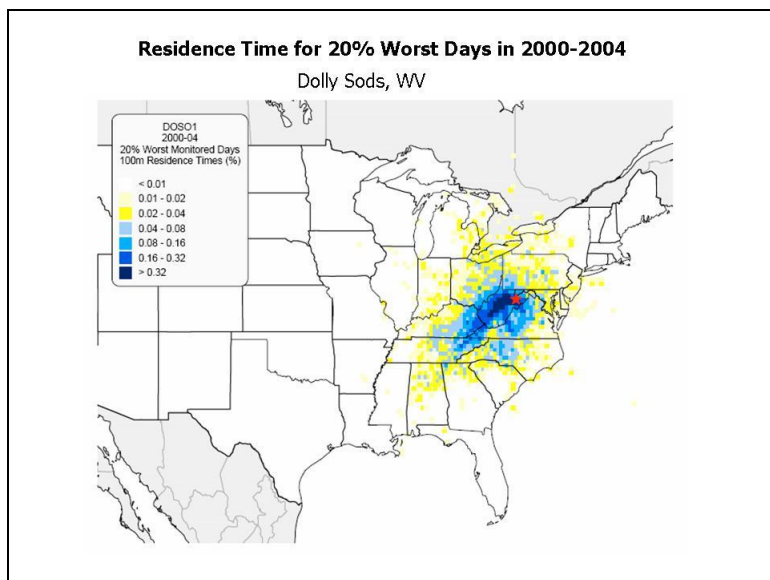 Residence Time for 20% Worst Days in 2000-2004
Dolly Sods, WV
DOSO1
2000-04
20% Worst Monitored Days
100m Residence Times (%)
< 0.01
0.01 - 0.02
0.02 - 0.04
0.04 - 0.08
0.08 - 0.16
0.16 - 0.32
> 0.32